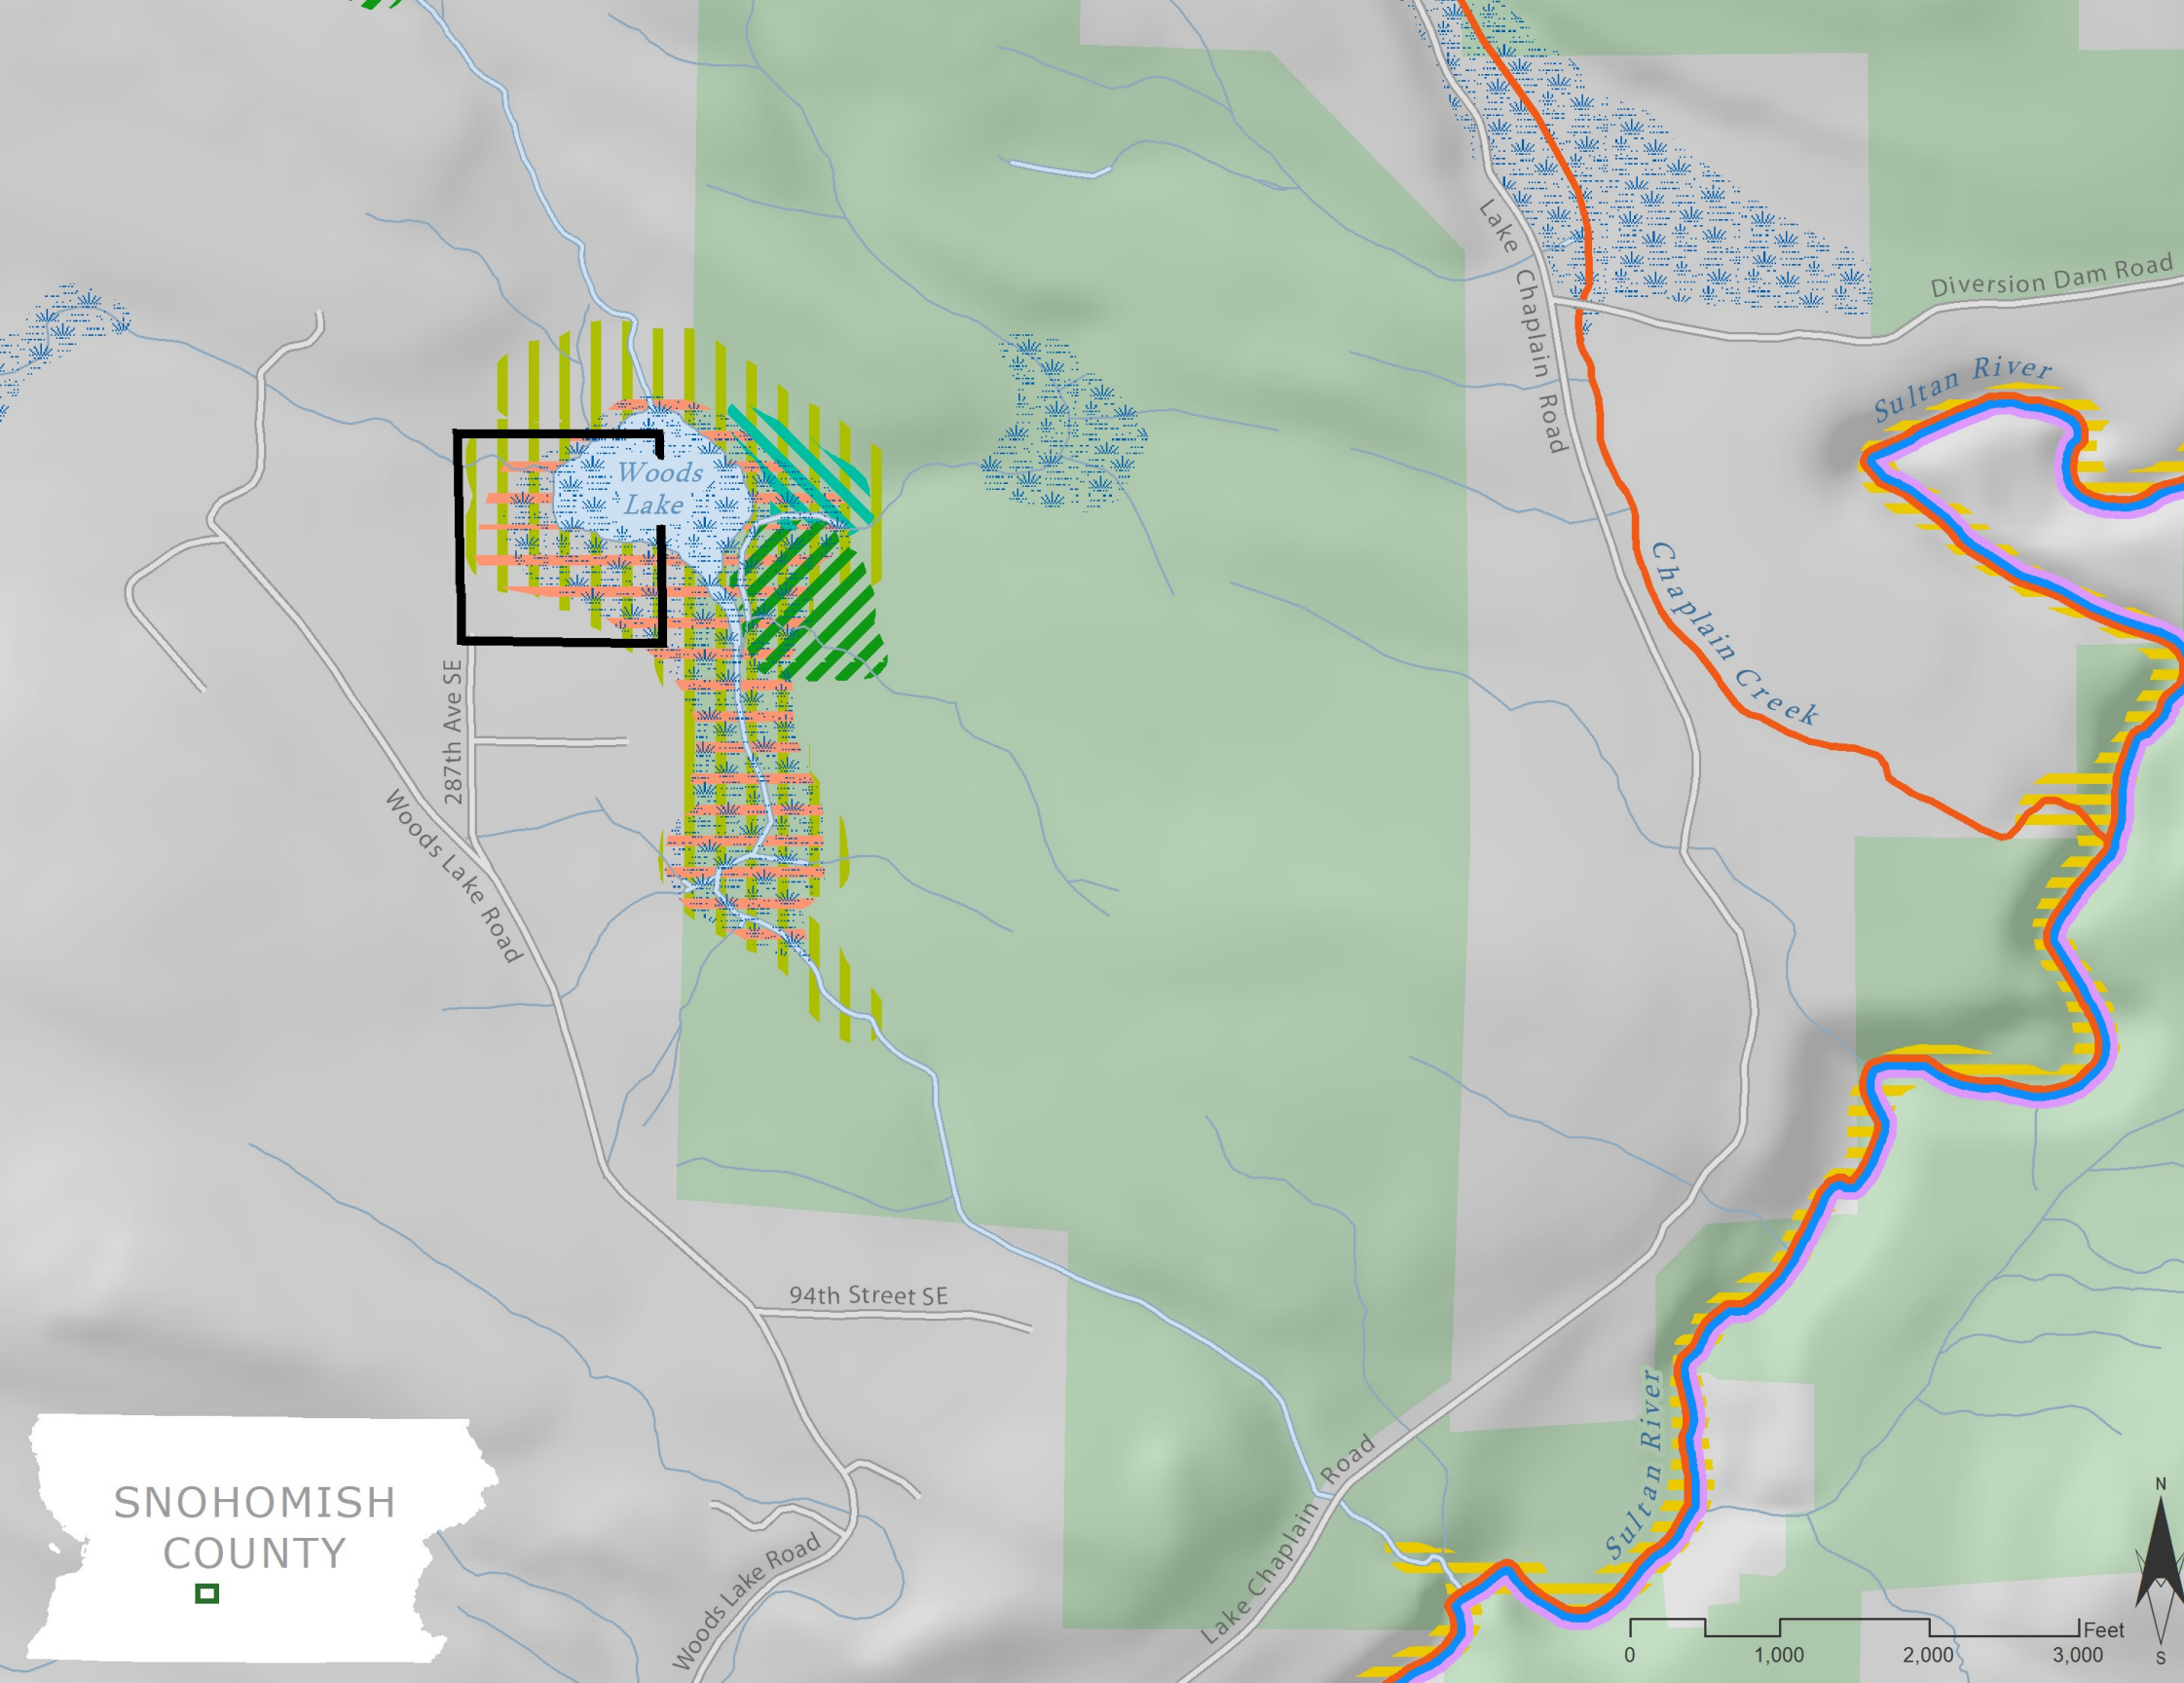 Lake Chaplain Road
Diversion Dam Road
Sultan River
Woods
Lake
Chaplain Creek
287th Ave SE
Woods Lake Road
94th Street SE
Sultan River
Lake Chaplain Road
Woods Lake Road
SNOHOMISH
COUNTY
N
S
Feet
0 1,000 2,000 3,000